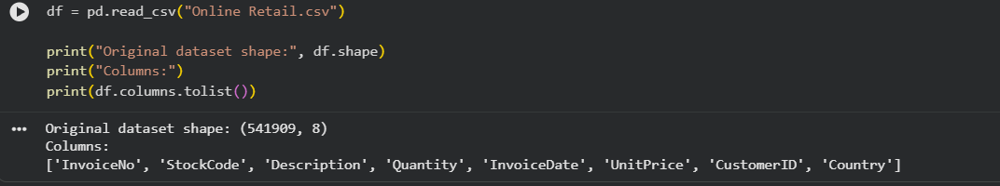 df = pd.read_csv("Online Retail.csv")
print("Original dataset shape:", df.shape)
print("Columns:")
print(df.columns.tolist())
Original dataset shape: (541909, 8)
Columns:
['InvoiceNo', 'StockCode', 'Description', 'Quantity', 'InvoiceDate', 'UnitPrice', 'CustomerID', 'Country']